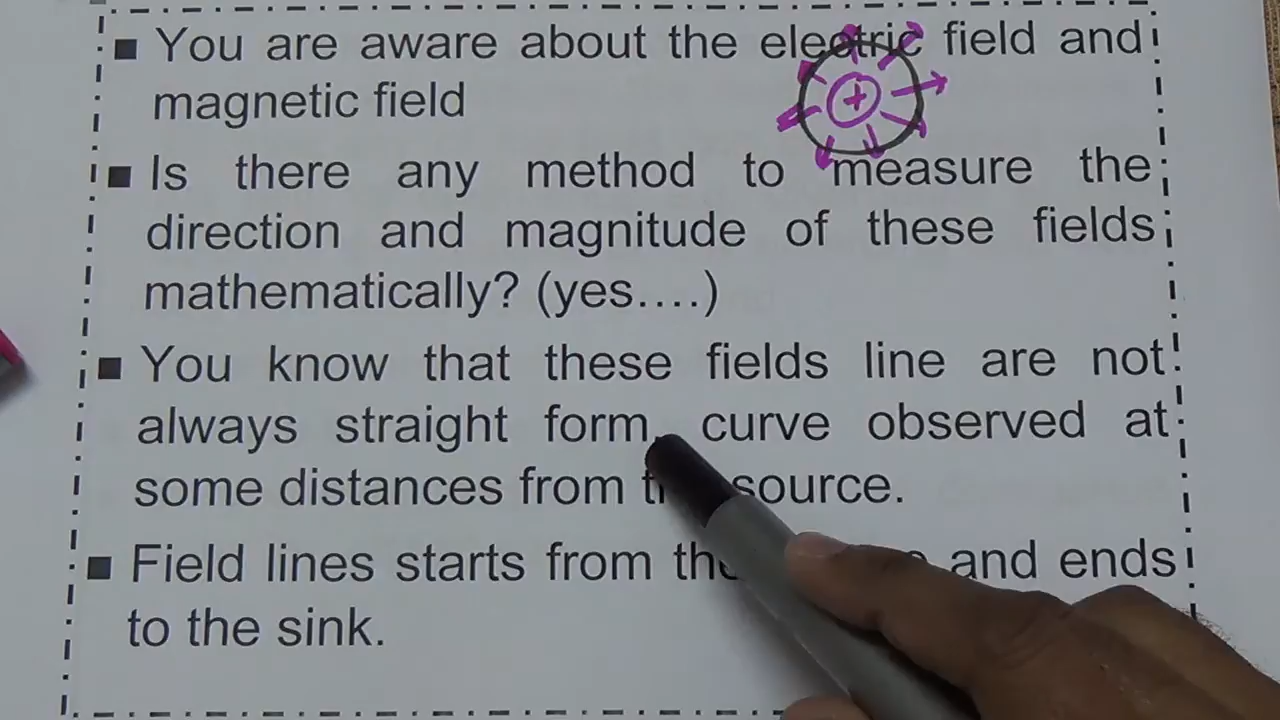 ▪ You are aware about the electric field and
magnetic field
+
▪ Is there any method to measure the
direction and magnitude of these fields
mathematically? (yes....)
▪ You know that these fields line are not
always straight form, curve observed at
some distances from source.
▪ Field lines starts from and ends
to the sink.